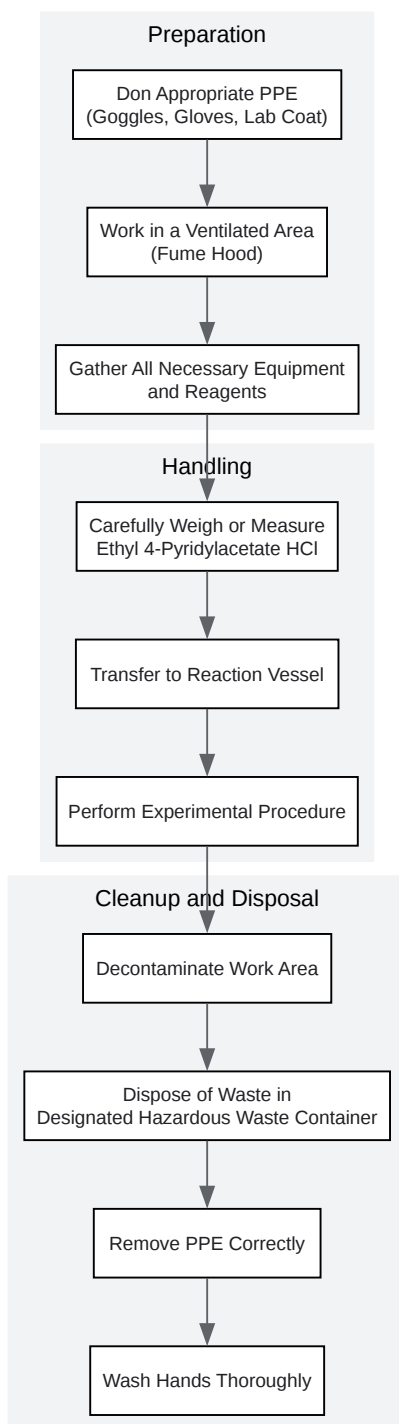 Preparation
Don Appropriate PPE
(Goggles, Gloves, Lab Coat)
Work in a Ventilated Area
(Fume Hood)
Gather All Necessary Equipment
and Reagents
Handling
Carefully Weigh or Measure
Ethyl 4-Pyridylacetate HCl
Transfer to Reaction Vessel
Perform Experimental Procedure
Cleanup and Disposal
Decontaminate Work Area
Dispose of Waste in
Designated Hazardous Waste Container
Remove PPE Correctly
Wash Hands Thoroughly